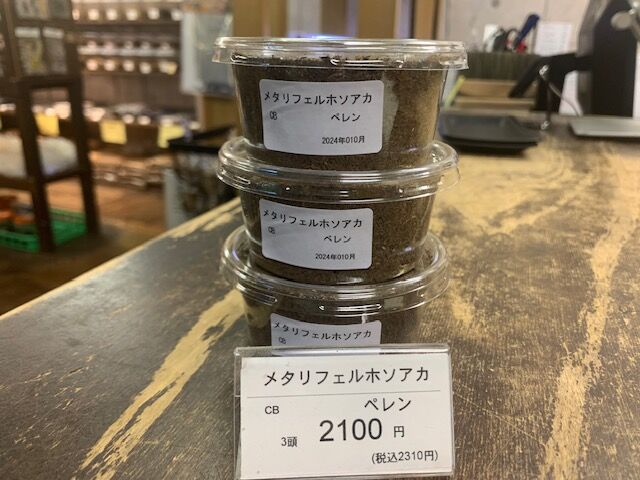 メタリフェルホソアカ
CB ペレン
2024年010月
メタリフェルホソアカ
CB ペレン
2024年010月
メタリフェルホソアカ
CB
メタリフェルホソアカ
CB ペレン
3頭 2100 円
(税込2310円)